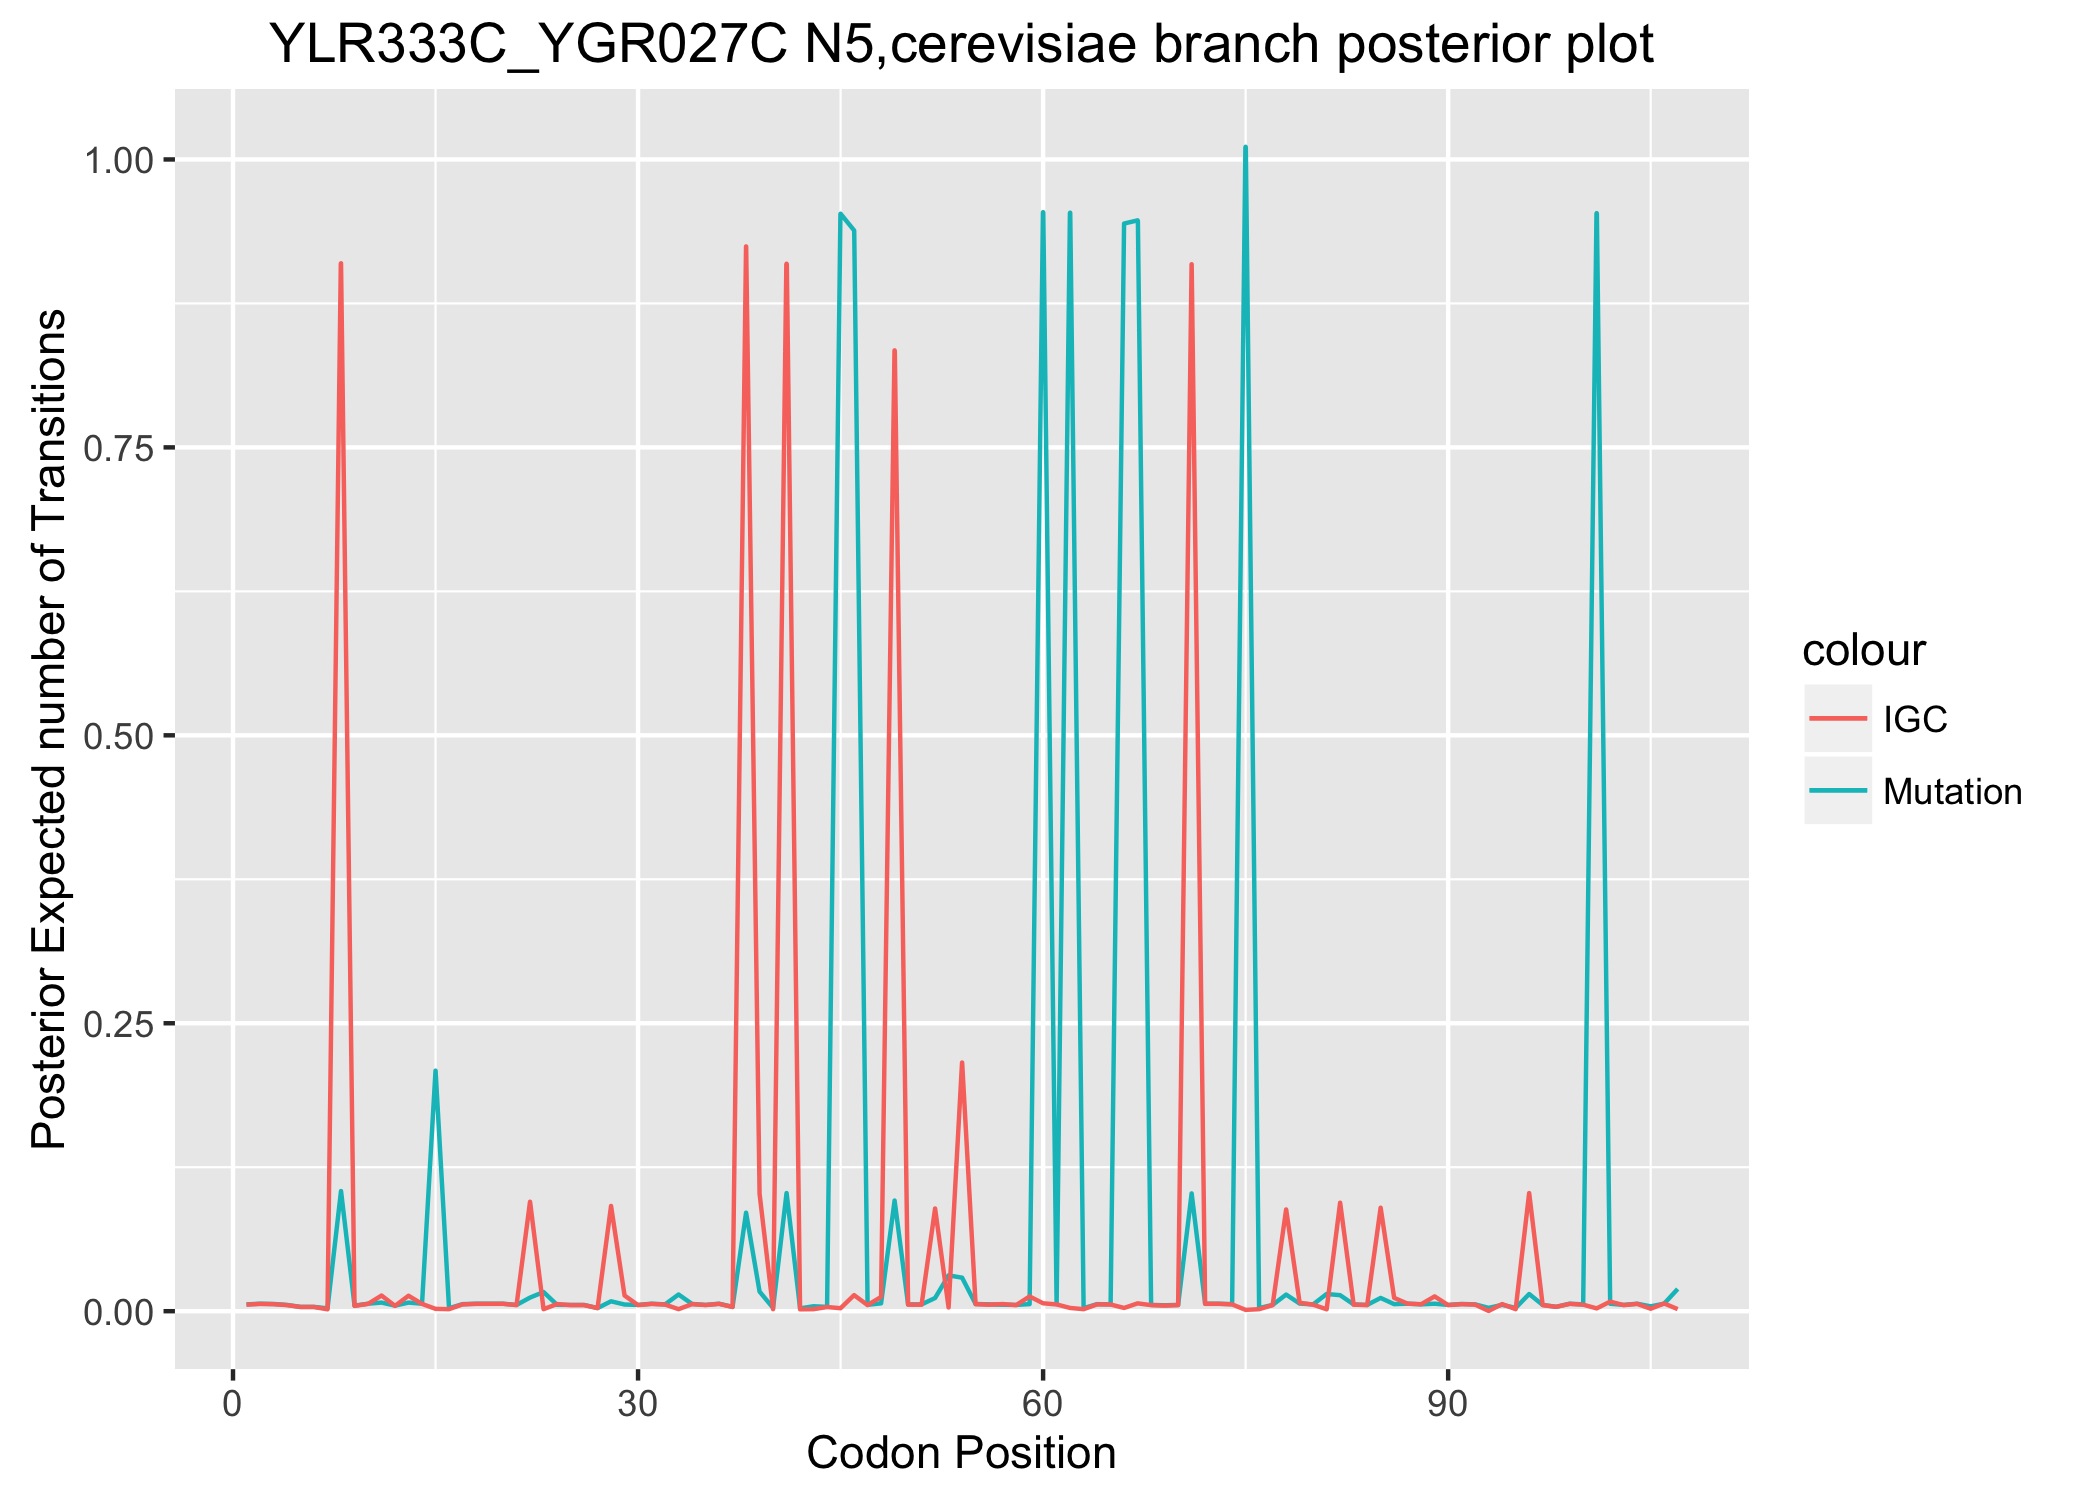 YLR333C_YGR027C N5,cerevisiae branch posterior plot
Posterior Expected number of Transitions
1.00
0.75
0.50
0.25
0.00
0
30
60
90
Codon Position
colour
IGC
Mutation